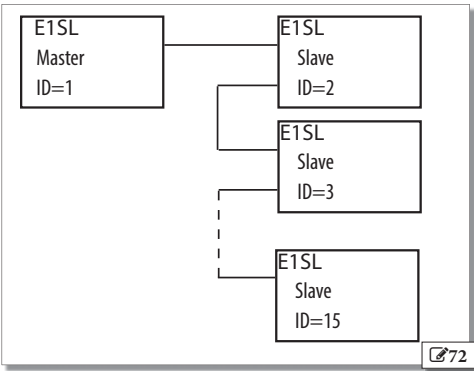 E1SL
Master
ID=1
E1SL
Slave
ID=2
E1SL
Slave
ID=3
E1SL
Slave
ID=15
72